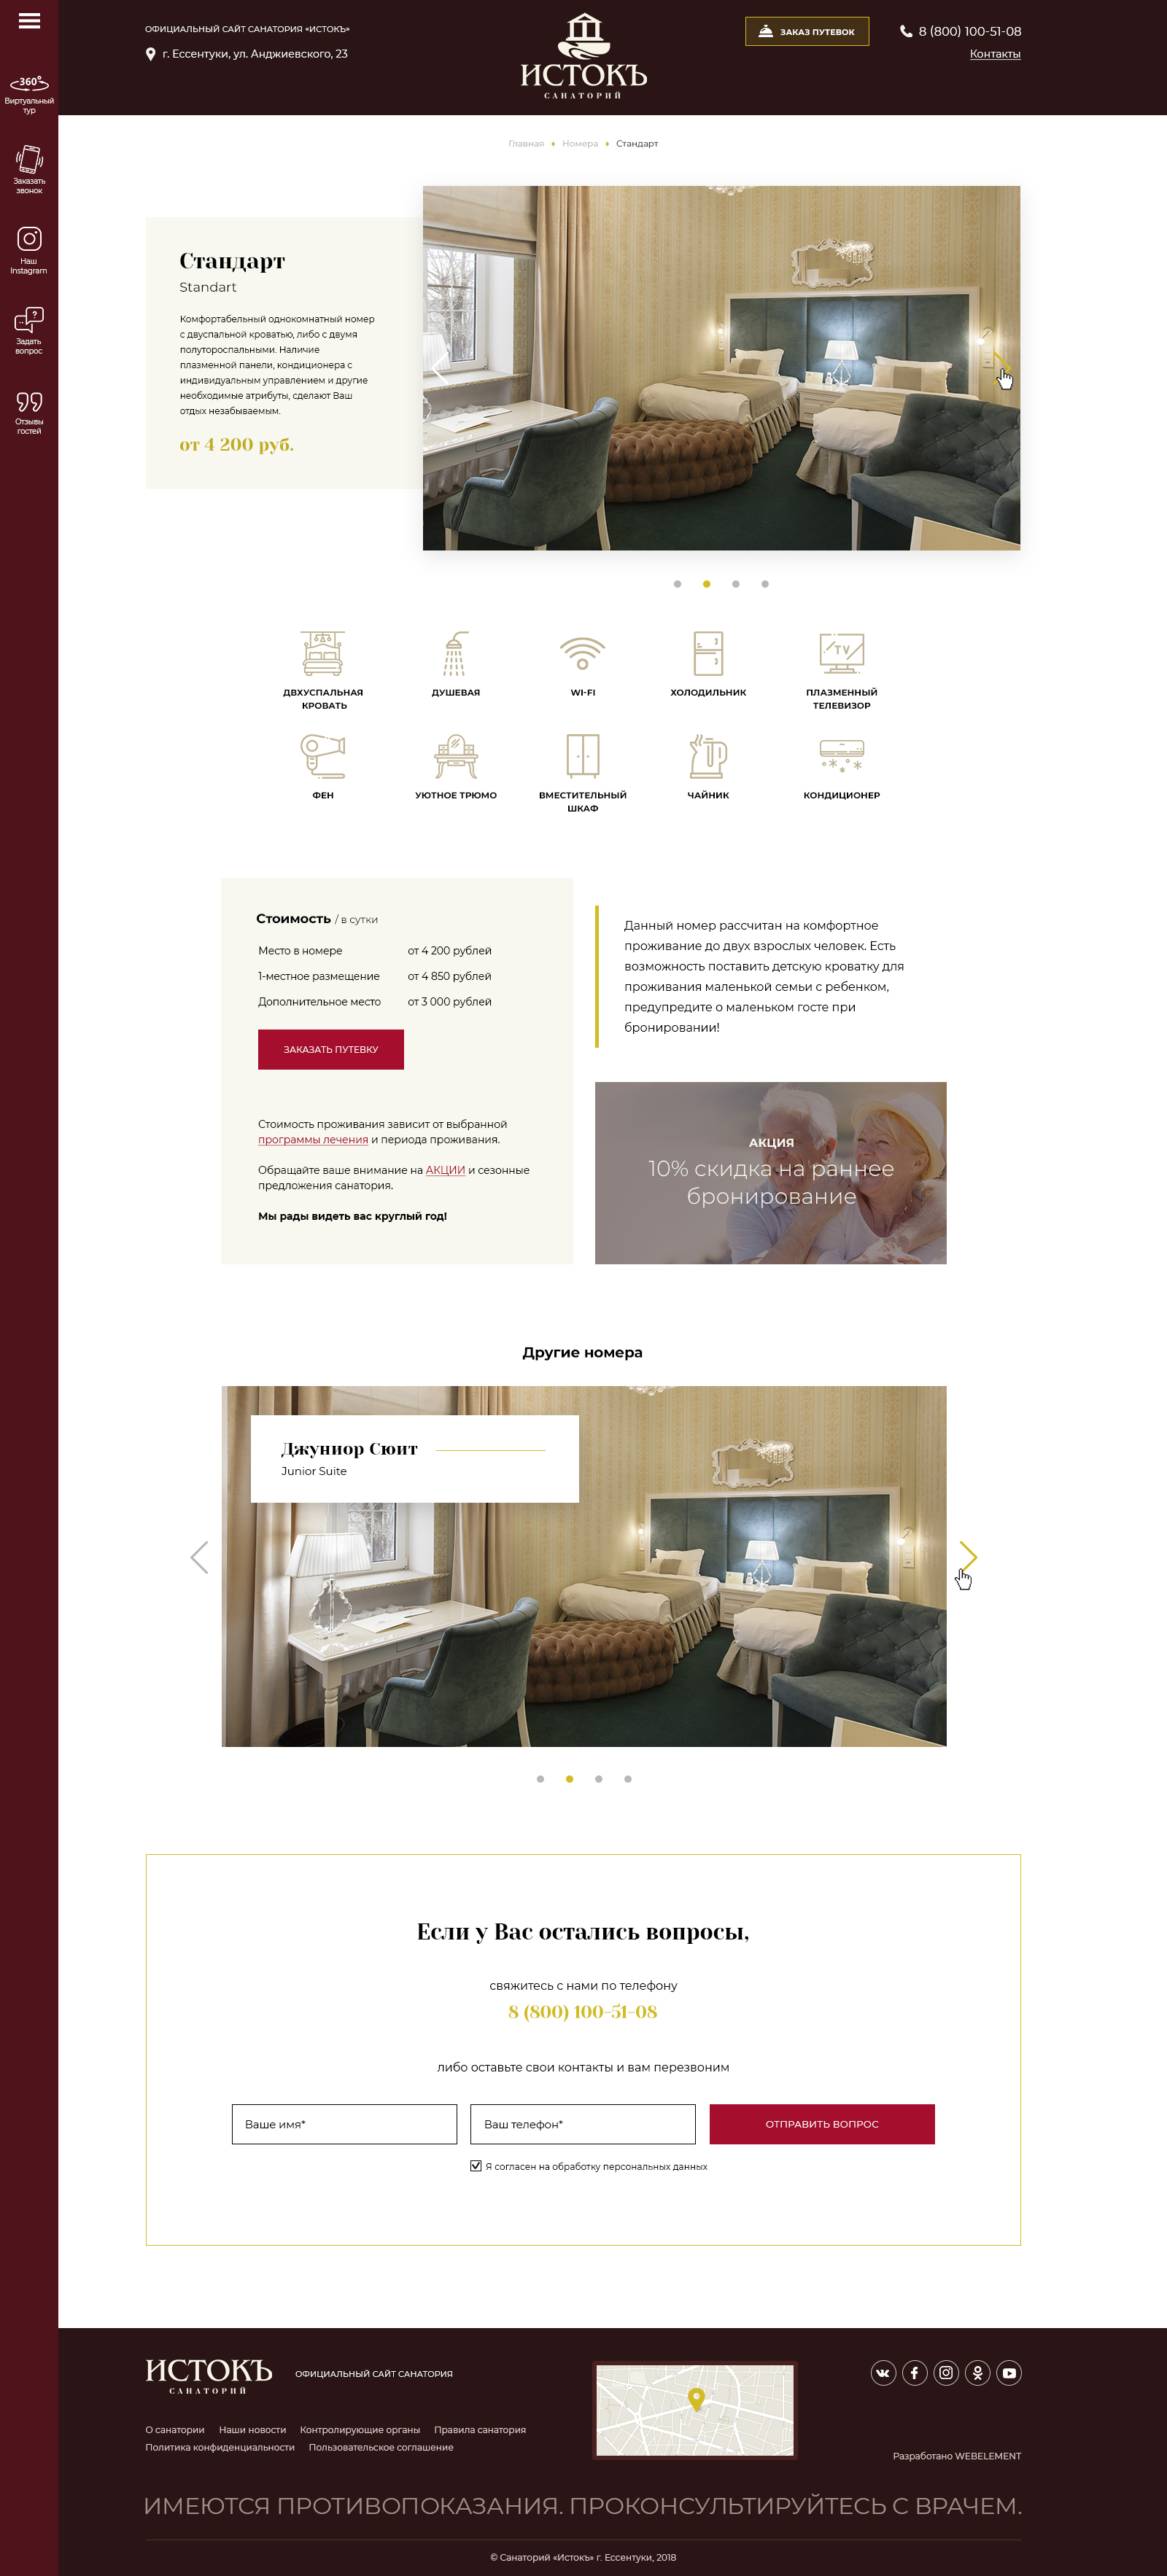 ОФИЦИАЛЬНЫЙ САЙТ САНАТОРИЯ «ИСТОКЪ»
г. Ессентуки, ул. Анджиевского, 23
ИСТОКЪ
САНАТОРИЙ
ЗАКАЗ ПУТЕВОК
8 (800) 100-51-08
Контакты
360°
Виртуальный
тур
Заказать
звонок
Наш
Instagram
Задать
вопрос
Отзывы
гостей
Главная ♦ Номера ♦ Стандарт
Стандарт
Standart
Комфортабельный однокомнатный номер
с двуспальной кроватью, либо с двумя
полутороспальными. Наличие
плазменной панели, кондиционера с
индивидуальным управлением и другие
необходимые атрибуты, сделают Ваш
отдых незабываемым.
от 4 200 руб.
TV
ДВХУСПАЛЬНАЯ
КРОВАТЬ
ДУШЕВАЯ
WI-FI
ХОЛОДИЛЬНИК
ПЛАЗМЕННЫЙ
ТЕЛЕВИЗОР
ФЕН
УЮТНОЕ ТРЮМО
ВМЕСТИТЕЛЬНЫЙ
ШКАФ
ЧАЙНИК
КОНДИЦИОНЕР
Стоимость / в сутки
Место в номере от 4 200 рублей
1-местное размещение от 4 850 рублей
Дополнительное место от 3 000 рублей
ЗАКАЗАТЬ ПУТЕВКУ
Стоимость проживания зависит от выбранной
программы лечения и периода проживания.
Обращайте ваше внимание на АКЦИИ и сезонные
предложения санатория.
Мы рады видеть вас круглый год!
Данный номер рассчитан на комфортное
проживание до двух взрослых человек. Есть
возможность поставить детскую кроватку для
проживания маленькой семьи с ребенком,
предупредите о маленьком госте при
бронировании!
АКЦИЯ
10% скидка на раннее
бронирование
Другие номера
Джуниор Сюит
Junior Suite
Если у Вас остались вопросы,
свяжитесь с нами по телефону
8 (800) 100-51-08
либо оставьте свои контакты и вам перезвоним
Ваше имя*
Ваш телефон*
ОТПРАВИТЬ ВОПРОС
Я согласен на обработку персональных данных
ИСТОКЪ
САНАТОРИЙ
ОФИЦИАЛЬНЫЙ САЙТ САНАТОРИЯ
О санатории Наши новости Контролирующие органы Правила санатория
Политика конфиденциальности Пользовательское соглашение
Разработано WEBELEMENT
ИМЕЮТСЯ ПРОТИВОПОКАЗАНИЯ. ПРОКОНСУЛЬТИРУЙТЕСЬ С ВРАЧЕМ.
© Санаторий «Истокъ» г. Ессентуки, 2018